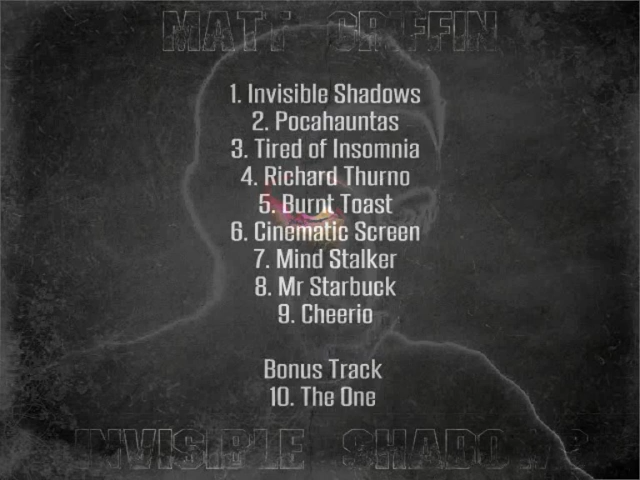 MATT GRIFFIN
1. Invisible Shadows
2. Pocahauntas
3. Tired of Insomnia
4. Richard Thurno
5. Burnt Toast
6. Cinematic Screen
7. Mind Stalker
8. Mr Starbuck
9. Cheerio
Bonus Track
10. The One
INVISIBLE SHADOWS